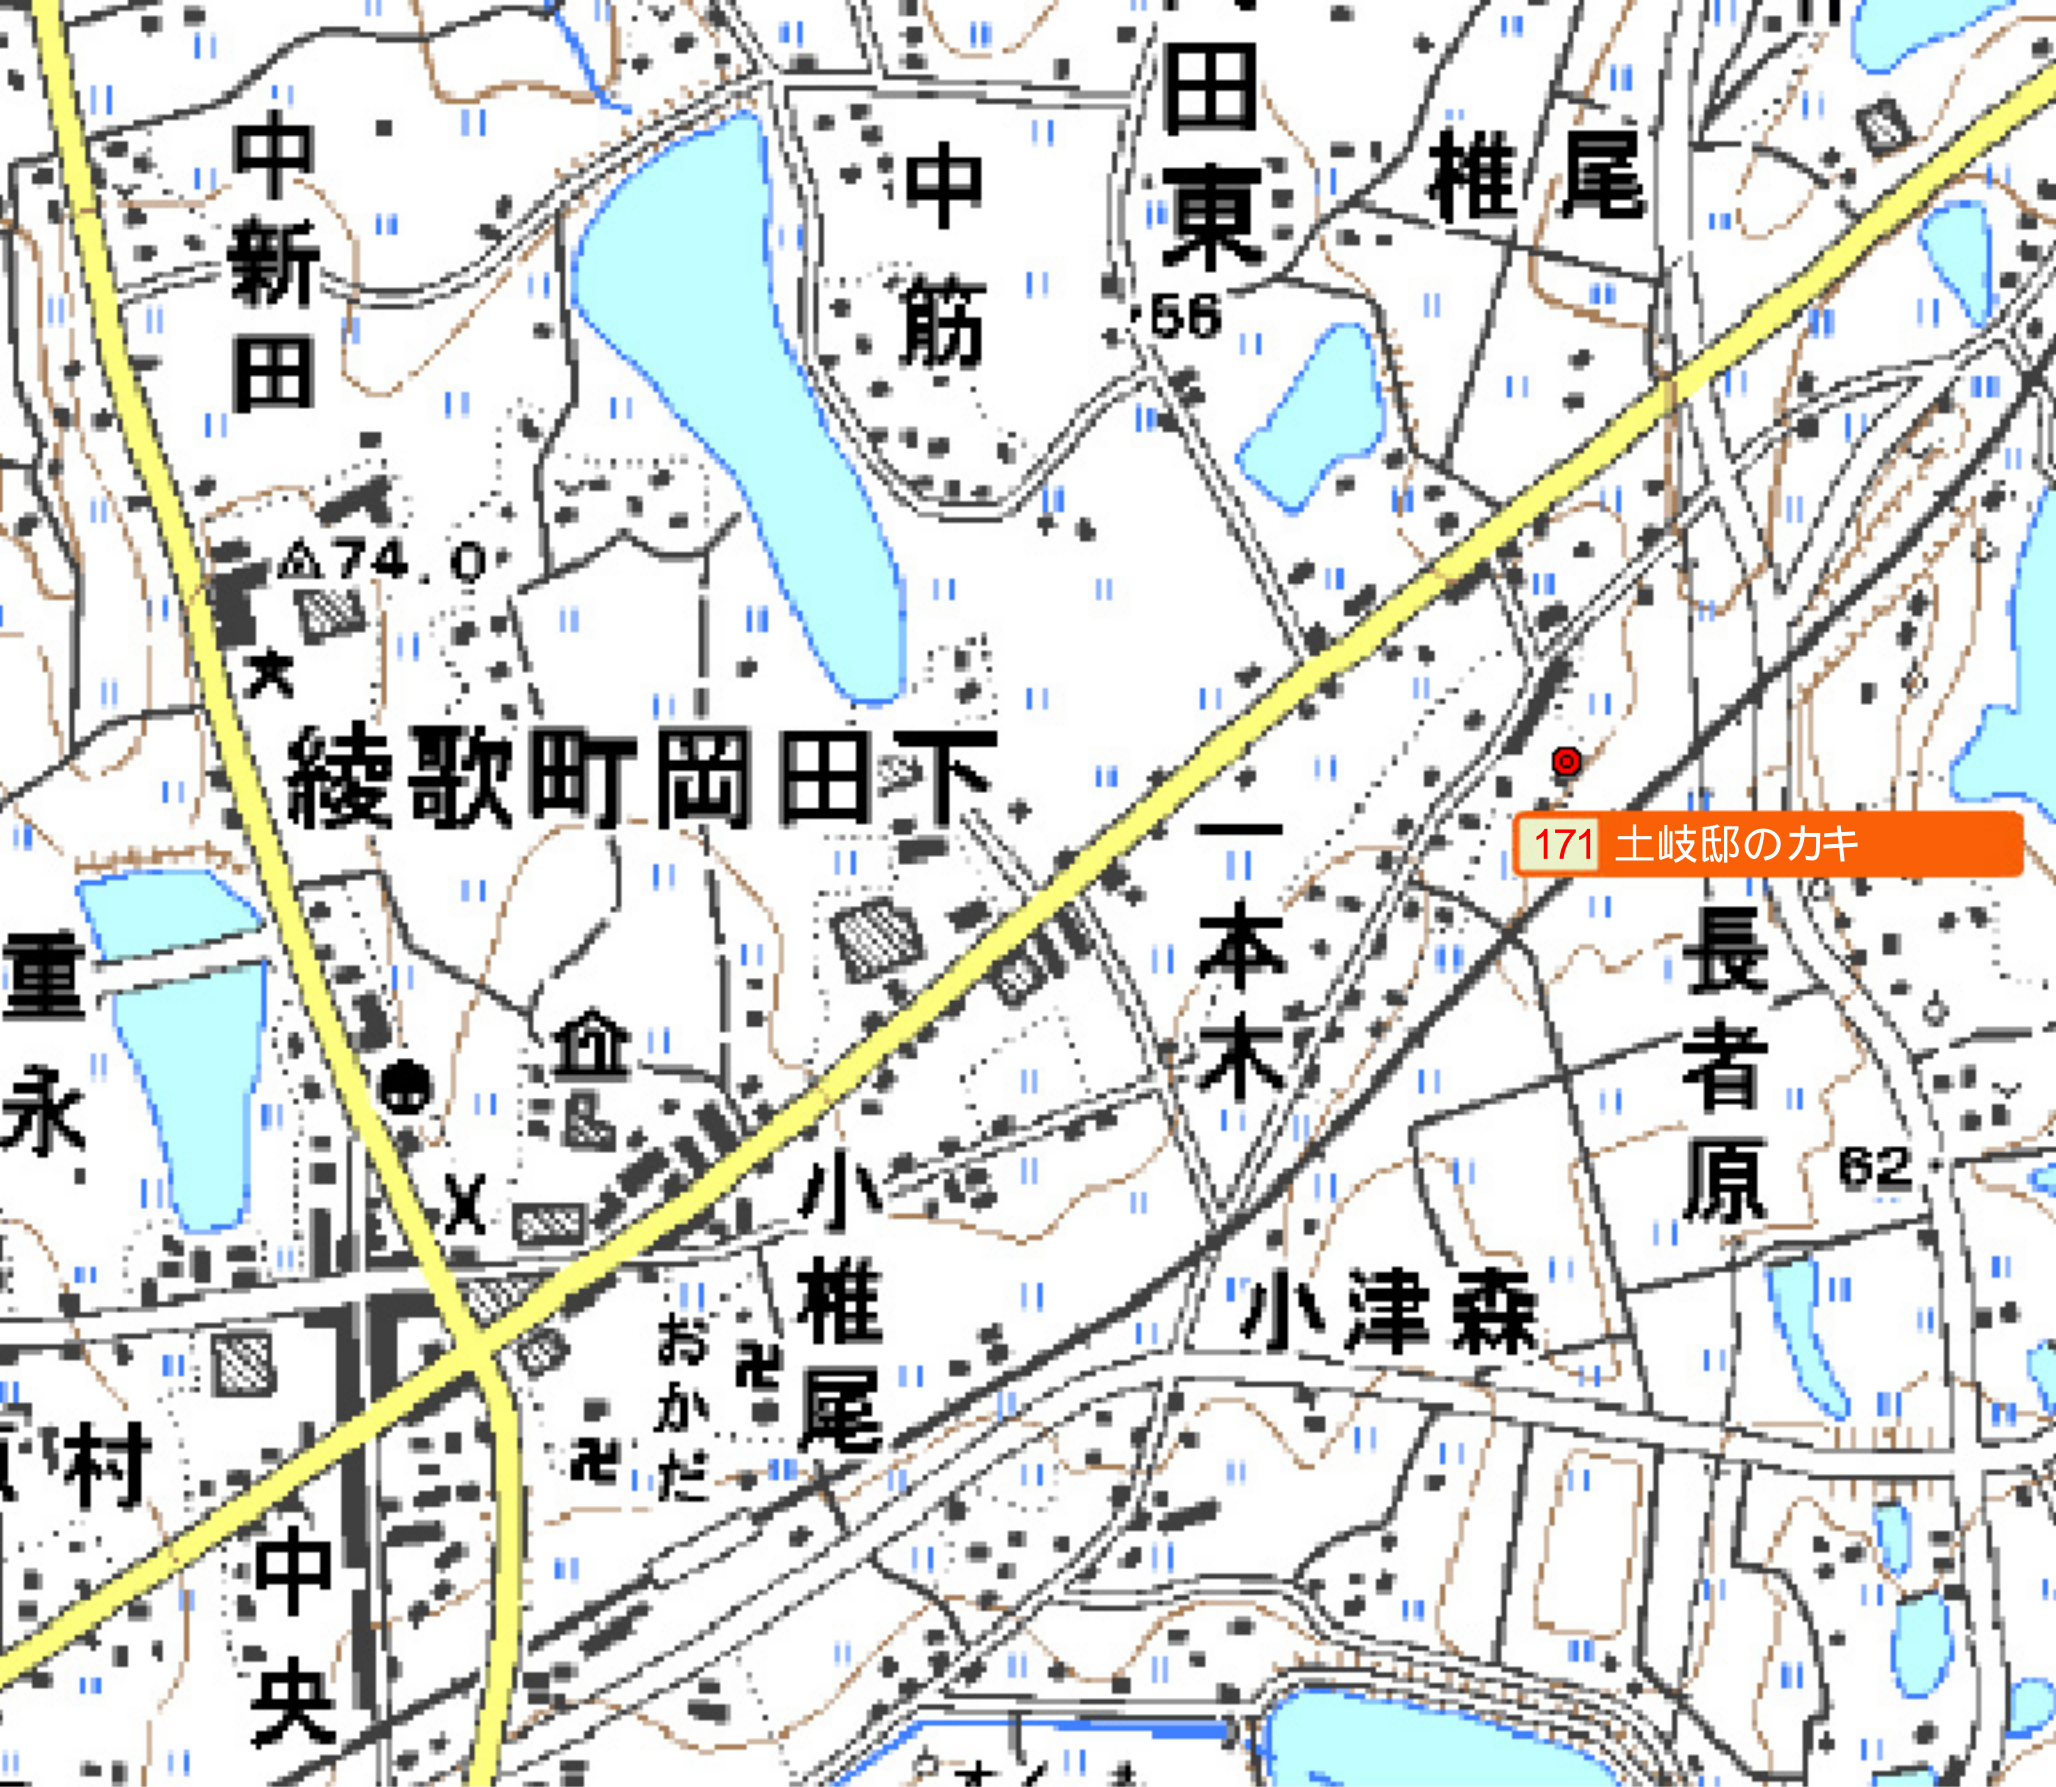 田東
椎尾
中新田
中筋
56
74.0
綾歌町岡田下
一本木
171 土岐邸のカキ
長者原
重永
62
小椎尾
小津森
おかだ
村
中央